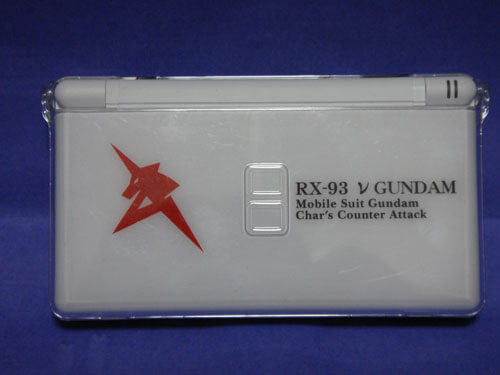 RX-93 ν GUNDAM
Mobile Suit Gundam
Char's Counter Attack